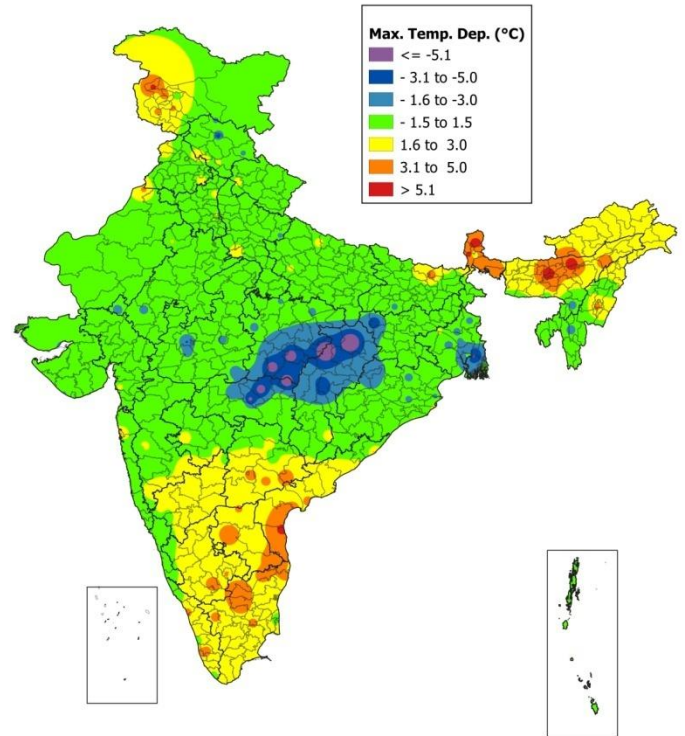 Max. Temp. Dep. (°C)
<= -5.1
- 3.1 to -5.0
- 1.6 to -3.0
- 1.5 to 1.5
1.6 to 3.0
3.1 to 5.0
> 5.1